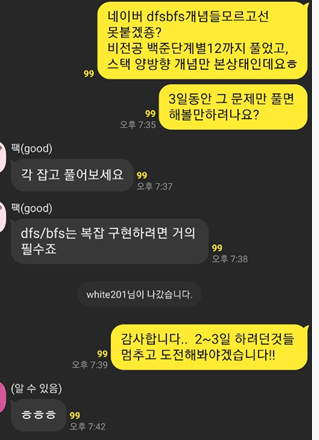 네이버 dfsbfs개념들모르고선
못붙겠죵?
비전공 백준단계별12까지 풀었고,
스택 양방향 개념만 본상태인데요ㅎ
99
3일동안 그 문제만 풀면
해볼만하려나요?
99
오후 7:35
팩(good)
각 잡고 풀어보세요
99
오후 7:37
팩(good)
dfs/bfs는 복잡 구현하려면 거의
필수죠
99
오후 7:38
white201님이 나갔습니다.
감사합니다.. 2~3일 하려던것들
멈추고 도전해봐야겠습니다!!
99
오후 7:39
(알 수 있음)
ㅎㅎㅎ
99
오후 7:42